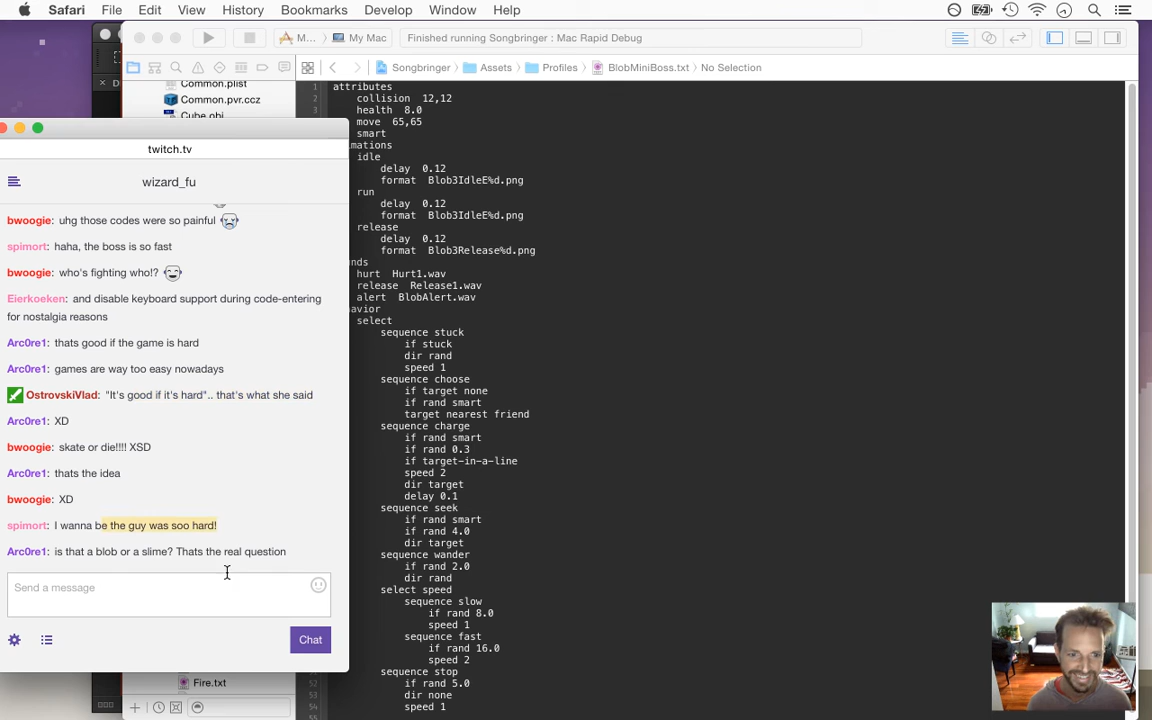 Safari File Edit View History Bookmarks Develop Window Help
M... My Mac Finished running Songbringer : Mac Rapid Debug
Songbringer Assets Profiles BlobMiniBoss.txt No Selection
Common.plist
Common.pvr.ccz
Cube.obj
twitch.tv
wizard_fu
bwoogie: uhg those codes were so painful
spimort: haha, the boss is so fast
bwoogie: who's fighting who!?
Eierkoeken: and disable keyboard support during code-entering
for nostalgia reasons
Arc0re1: thats good if the game is hard
Arc0re1: games are way too easy nowadays
OstrovskiVlad: "It's good if it's hard".. that's what she said
Arc0re1: XD
bwoogie: skate or die!!!! XSD
Arc0re1: thats the idea
bwoogie: XD
spimort: I wanna be the guy was soo hard!
Arc0re1: is that a blob or a slime? Thats the real question
Send a message
Chat
Fire.txt
1 attributes
2 collision 12,12
3 health 8.0
move 65,65
smart
imations
idle
delay 0.12
format Blob3IdleE%d.png
run
delay 0.12
format Blob3IdleE%d.png
release
delay 0.12
format Blob3Release%d.png
unds
hurt Hurt1.wav
release Release1.wav
alert BlobAlert.wav
avior
select
sequence stuck
if stuck
dir rand
speed 1
sequence choose
if target none
if rand smart
target nearest friend
sequence charge
if rand smart
if rand 0.3
if target-in-a-line
speed 2
dir target
delay 0.1
sequence seek
if rand smart
if rand 4.0
dir target
sequence wander
if rand 2.0
dir rand
select speed
sequence slow
if rand 8.0
speed 1
sequence fast
if rand 16.0
speed 2
sequence stop
if rand 5.0
53 dir none
54 speed 1